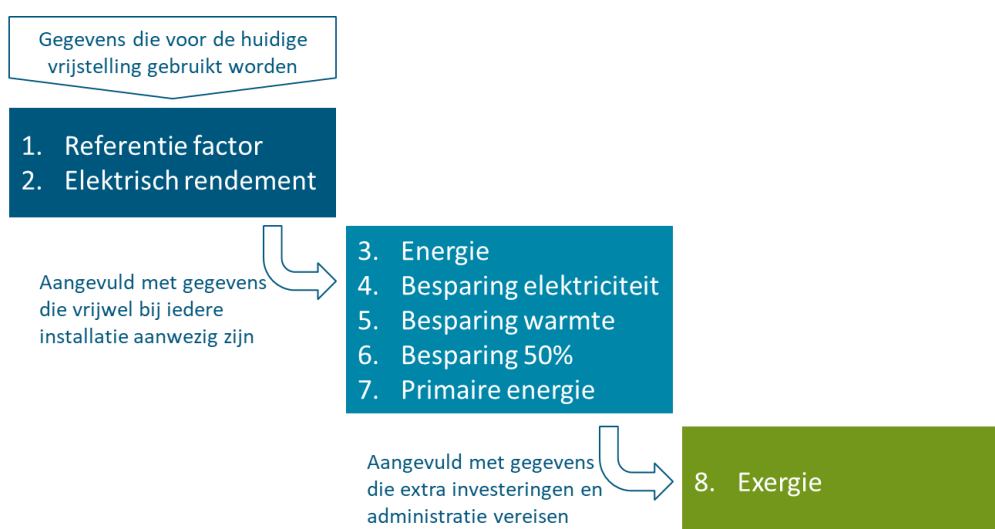 Gegevens die voor de huidige
vrijstelling gebruikt worden
1. Referentie factor
2. Elektrisch rendement
Aangevuld met gegevens
die vrijwel bij iedere
installatie aanwezig zijn
3. Energie
4. Besparing elektriciteit
5. Besparing warmte
6. Besparing 50%
7. Primaire energie
Aangevuld met gegevens
die extra investeringen en
administratie vereisen
8. Exergie